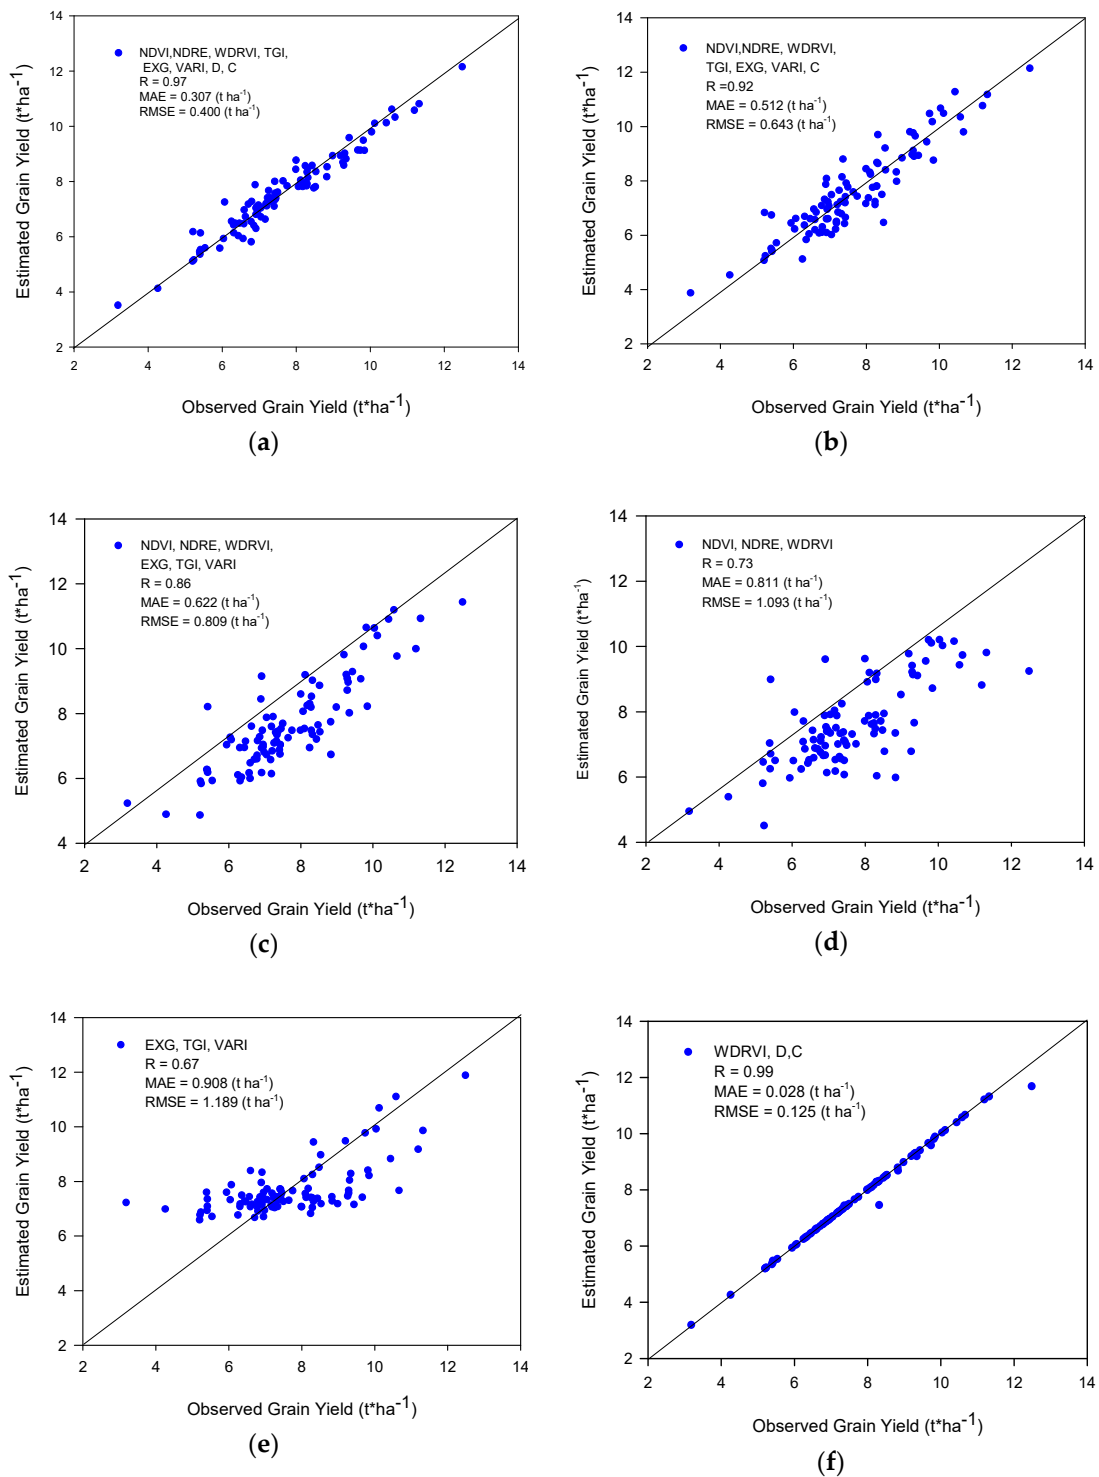 14
12
10
8
6
4
2
2
4
6
8
10
12
14
NDVI,NDRE, WDRVI, TGI,
EXG, VARI, D, C
R = 0.97
MAE = 0.307 (t ha-1)
RMSE = 0.400 (t ha-1)
Estimated Grain Yield (t*ha-1)
Observed Grain Yield (t*ha-1)
(a)
14
12
10
8
6
4
2
2
4
6
8
10
12
14
NDVI,NDRE, WDRVI,
TGI, EXG, VARI, C
R =0.92
MAE = 0.512 (t ha-1)
RMSE = 0.643 (t ha-1)
Estimated Grain Yield (t*ha-1)
Observed Grain Yield (t*ha-1)
(b)
14
12
10
8
6
4
2
4
6
8
10
12
14
NDVI, NDRE, WDRVI,
EXG, TGI, VARI
R = 0.86
MAE = 0.622 (t ha-1)
RMSE = 0.809 (t ha-1)
Estimated Grain Yield (t*ha-1)
Observed Grain Yield (t*ha-1)
(c)
14
12
10
8
6
4
2
4
6
8
10
12
14
NDVI, NDRE, WDRVI
R = 0.73
MAE = 0.811 (t ha-1)
RMSE = 1.093 (t ha-1)
Estimated Grain Yield (t*ha-1)
Observed Grain Yield (t*ha-1)
(d)
14
12
10
8
6
4
2
2
4
6
8
10
12
14
EXG, TGI, VARI
R = 0.67
MAE = 0.908 (t ha-1)
RMSE = 1.189 (t ha-1)
Estimated Grain Yield (t*ha-1)
Observed Grain Yield (t*ha-1)
(e)
14
12
10
8
6
4
2
2
4
6
8
10
12
14
WDRVI, D,C
R = 0.99
MAE = 0.028 (t ha-1)
RMSE = 0.125 (t ha-1)
Estimated Grain Yield (t*ha-1)
Observed Grain Yield (t*ha-1)
(f)